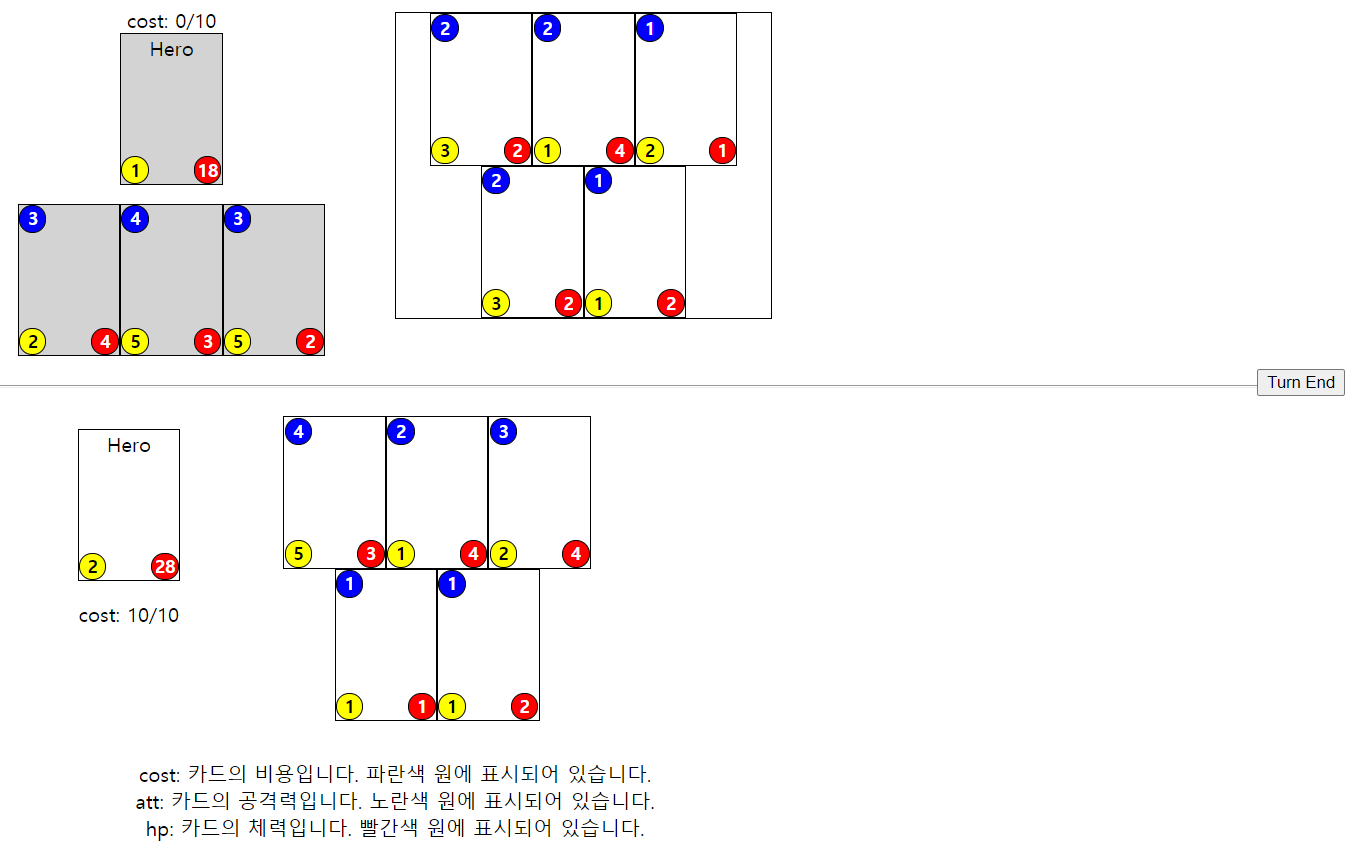 cost: 0/10
Hero
1 18
3 4 3
2 4 5 3 5 2
2 2 1
3 2 1 4 2 1
2 1
3 2 1 2
Turn End
Hero
2 28
cost: 10/10
4 2 3
5 3 1 4 2 4
1 1
1 1 1 2
cost: 카드의 비용입니다. 파란색 원에 표시되어 있습니다.
att: 카드의 공격력입니다. 노란색 원에 표시되어 있습니다.
hp: 카드의 체력입니다. 빨간색 원에 표시되어 있습니다.